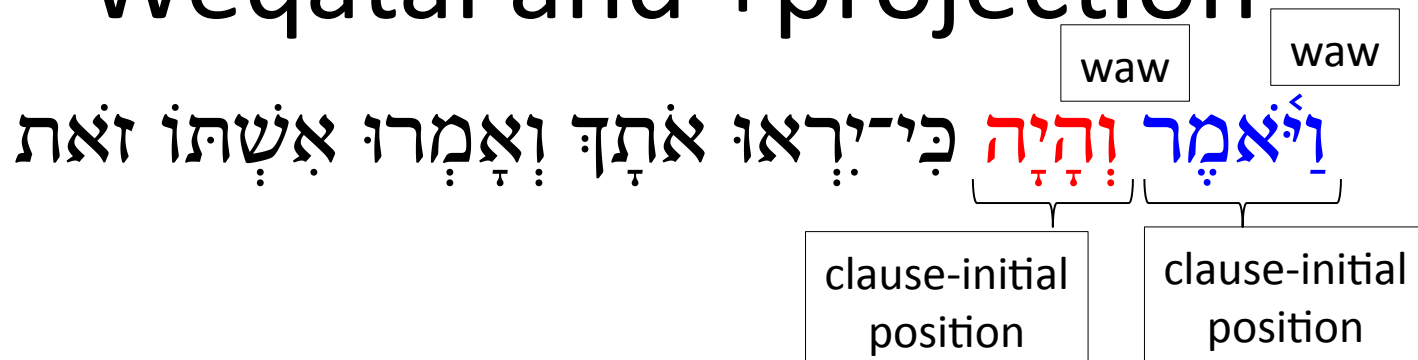 Weqatal and +projection
waw
waw
וַיֹּ֫אמֶר וְהָיָה כִּי־יִרְאוּ אֹתָךְ וְאָמְרוּ אִשְׁתּוֹ זֹאת
clause-initial
position
clause-initial
position